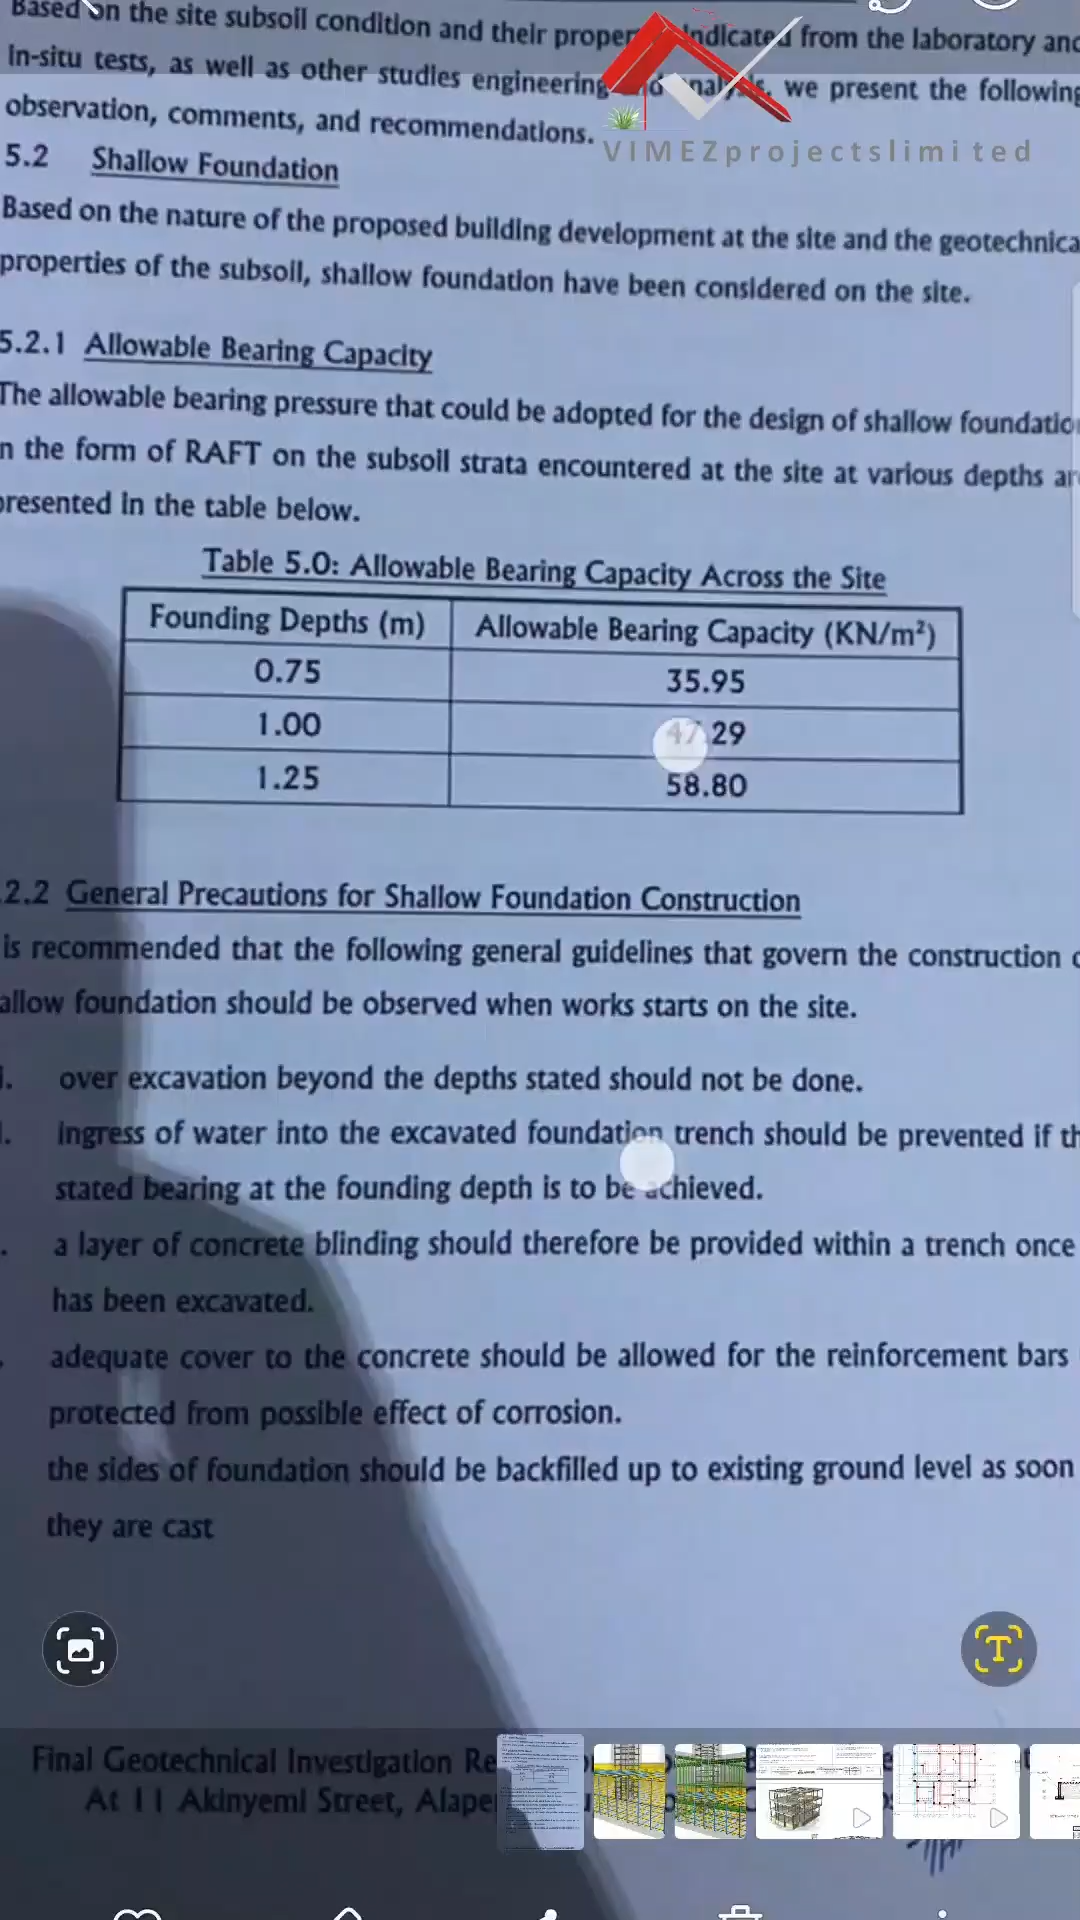 Based on the site subsoil condition and their proper indicated from the laboratory and
in-situ tests, as well as other studies engineering we present the following
observation, comments, and recommendations.
VIMEZprojectslimited
5.2 Shallow Foundation
Based on the nature of the proposed building development at the site and the geotechnica
properties of the subsoil, shallow foundation have been considered on the site.
5.2.1 Allowable Bearing Capacity
The allowable bearing pressure that could be adopted for the design of shallow foundatio
n the form of RAFT on the subsoil strata encountered at the site at various depths ar
presented in the table below.
Table 5.0: Allowable Bearing Capacity Across the Site
Founding Depths (m) Allowable Bearing Capacity (KN/m²)
0.75 35.95
1.00 47.29
1.25 58.80
.2.2 General Precautions for Shallow Foundation Construction
is recommended that the following general guidelines that govern the construction o
allow foundation should be observed when works starts on the site.
over excavation beyond the depths stated should not be done.
ingress of water into the excavated foundation trench should be prevented if th
stated bearing at the founding depth is to be achieved.
a layer of concrete blinding should therefore be provided within a trench once
has been excavated.
adequate cover to the concrete should be allowed for the reinforcement bars
protected from possible effect of corrosion.
the sides of foundation should be backfilled up to existing ground level as soon
they are cast
T
Final Geotechnical Investigation Re
At 11 Akinyemi Street, Alape